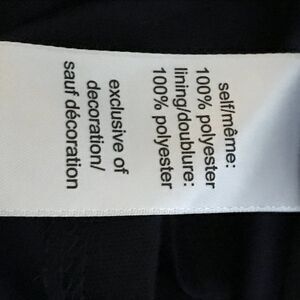 self/même:
100% polyester
lining/doublure:
100% polyester
exclusive of
decoration/
sauf décoration